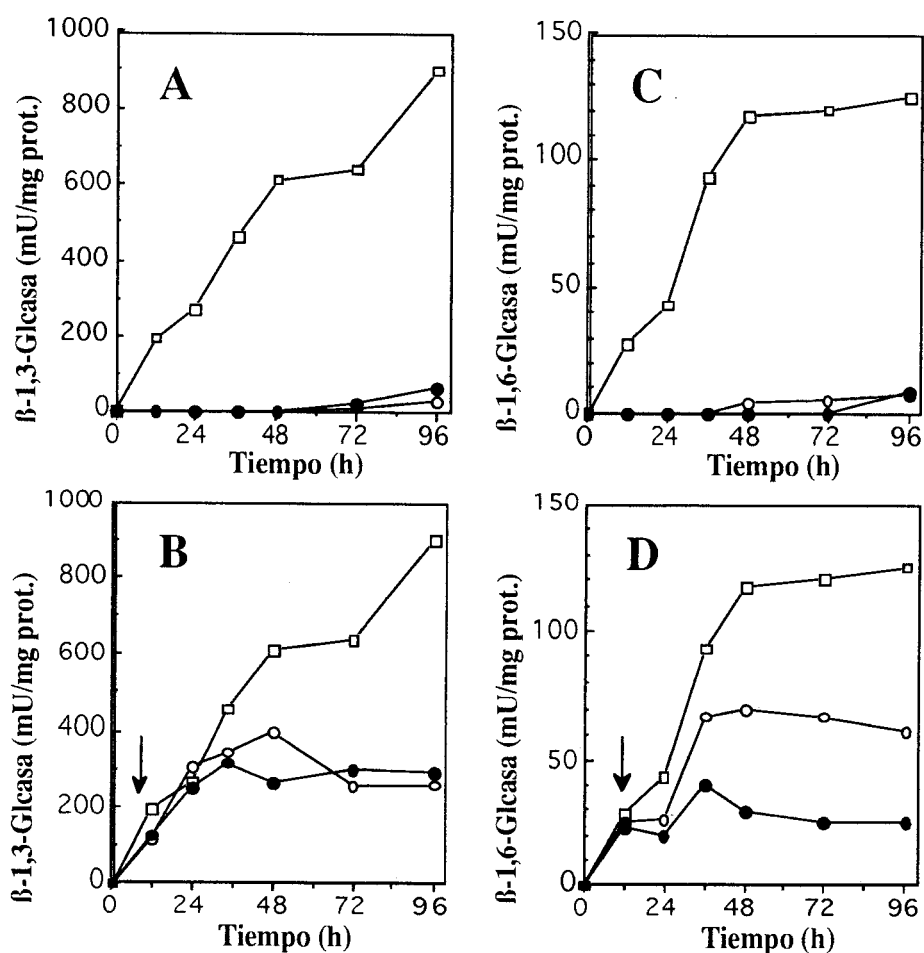 ß-1,3-Glcasa (mU/mg prot.)
1000
800
600
400
200
0
A
0 24 48 72 96
Tiempo (h)
ß-1,6-Glcasa (mU/mg prot.)
150
100
50
0
C
0 24 48 72 96
Tiempo (h)
ß-1,3-Glcasa (mU/mg prot.)
1000
800
600
400
200
0
B
0 24 48 72 96
Tiempo (h)
ß-1,6-Glcasa (mU/mg prot.)
150
100
50
0
D
0 24 48 72 96
Tiempo (h)